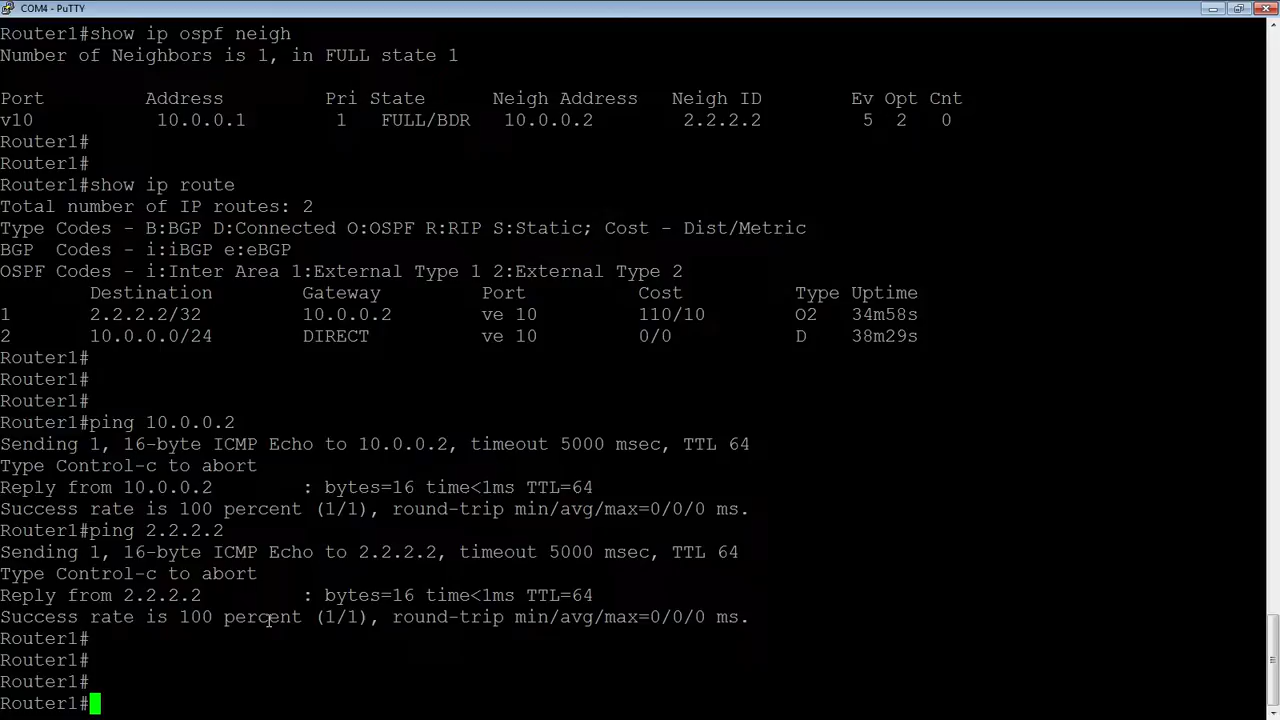 COM4 - PuTTY
Router1#show ip ospf neigh
Number of Neighbors is 1, in FULL state 1
Port Address Pri State Neigh Address Neigh ID Ev Opt Cnt
v10 10.0.0.1 1 FULL/BDR 10.0.0.2 2.2.2.2 5 2 0
Router1#
Router1#
Router1#show ip route
Total number of IP routes: 2
Type Codes - B:BGP D:Connected O:OSPF R:RIP S:Static; Cost - Dist/Metric
BGP Codes - i:iBGP e:eBGP
OSPF Codes - i:Inter Area 1:External Type 1 2:External Type 2
Destination Gateway Port Cost Type Uptime
1 2.2.2.2/32 10.0.0.2 ve 10 110/10 O2 34m58s
2 10.0.0.0/24 DIRECT ve 10 0/0 D 38m29s
Router1#
Router1#
Router1#
Router1#ping 10.0.0.2
Sending 1, 16-byte ICMP Echo to 10.0.0.2, timeout 5000 msec, TTL 64
Type Control-c to abort
Reply from 10.0.0.2 : bytes=16 time<1ms TTL=64
Success rate is 100 percent (1/1), round-trip min/avg/max=0/0/0 ms.
Router1#ping 2.2.2.2
Sending 1, 16-byte ICMP Echo to 2.2.2.2, timeout 5000 msec, TTL 64
Type Control-c to abort
Reply from 2.2.2.2 : bytes=16 time<1ms TTL=64
Success rate is 100 percent (1/1), round-trip min/avg/max=0/0/0 ms.
Router1#
Router1#
Router1#
Router1#